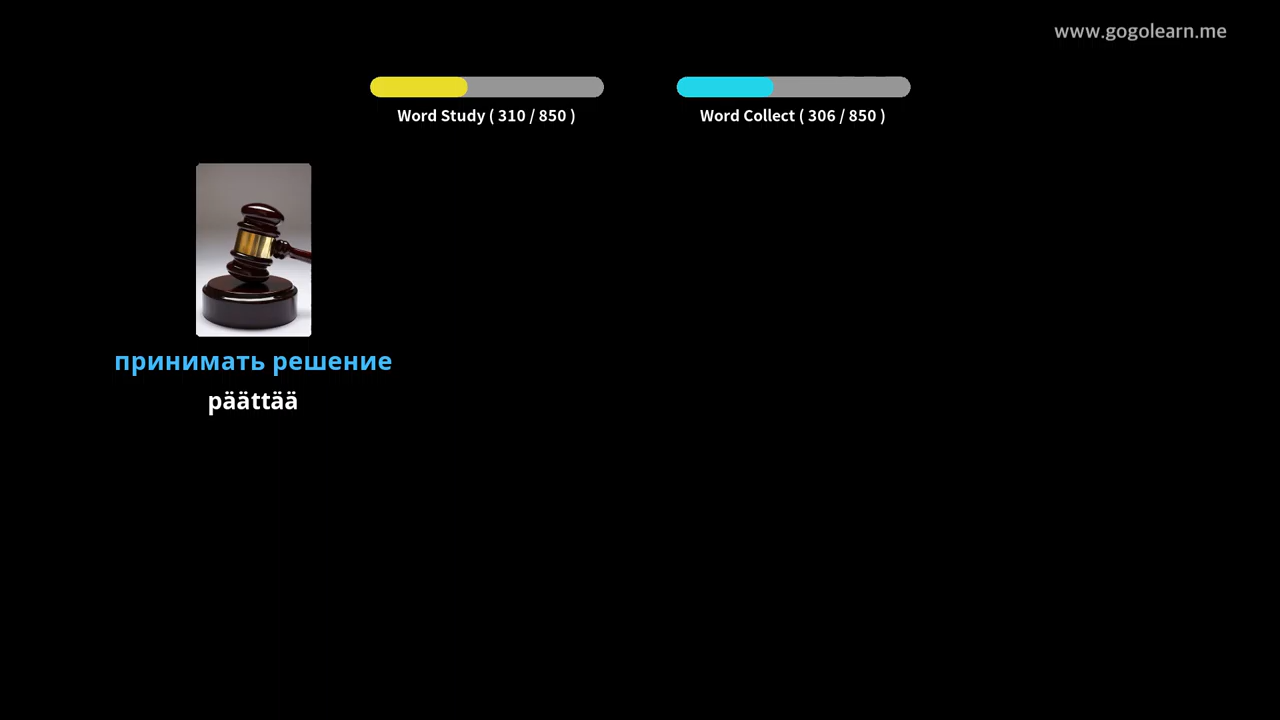 www.gogolearn.me
Word Study ( 310 / 850 )
Word Collect ( 306 / 850 )
принимать решение
päättää